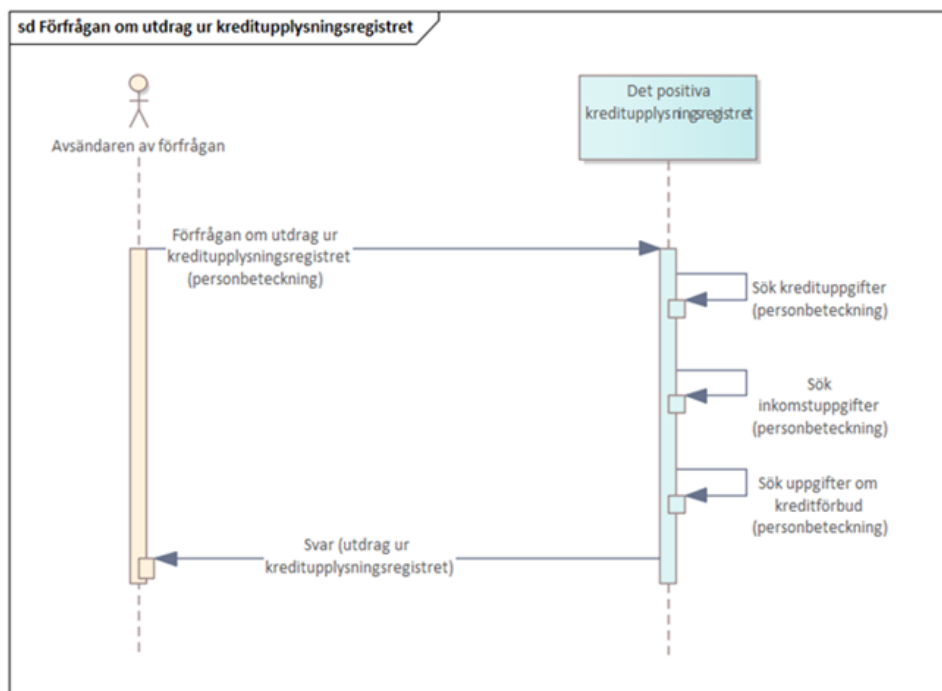 sd Förfrågan om utdrag ur kreditupplysningsregistret
Avsändaren av förfrågan
Det positiva
kreditupplysningsregistret
Förfrågan om utdrag ur
kreditupplysningsregistret
(personbeteckning)
Sök kredituppgifter
(personbeteckning)
Sök
inkomstuppgifter
(personbeteckning)
Sök uppgifter om
kreditförbud
(personbeteckning)
Svar (utdrag ur
kreditupplysningsregistret)